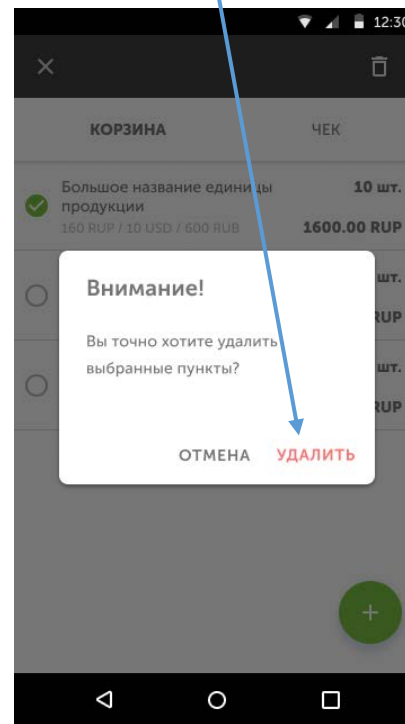 12:30
КОРЗИНА ЧЕК
Большое название единицы 10 шт.
продукции
160 RUP / 10 USD / 600 RUB 1600.00 RUP
шт.
Внимание!
RUP
Вы точно хотите удалить
выбранные пункты?
шт.
RUP
ОТМЕНА УДАЛИТЬ